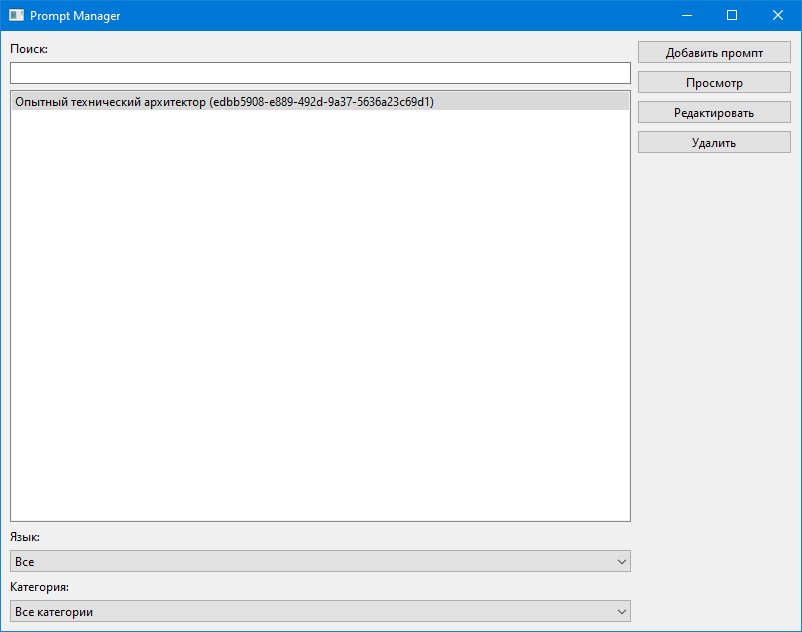 Prompt Manager
Поиск:
Добавить промпт
Просмотр
Редактировать
Удалить
Опытный технический архитектор (edbb5908-e889-492d-9a37-5636a23c69d1)
Язык:
Все
Категория:
Все категории